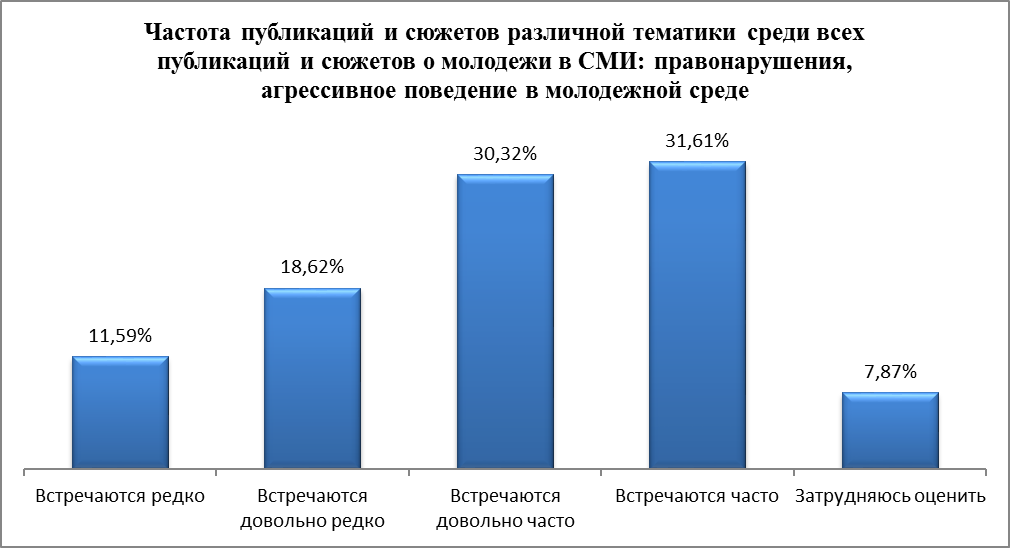 Частота публикаций и сюжетов различной тематики среди всех
публикаций и сюжетов о молодежи в СМИ: правонарушения,
агрессивное поведение в молодежной среде
11,59%
18,62%
30,32%
31,61%
7,87%
Встречаются редко
Встречаются
довольно редко
Встречаются
довольно часто
Встречаются часто
Затрудняюсь оценить